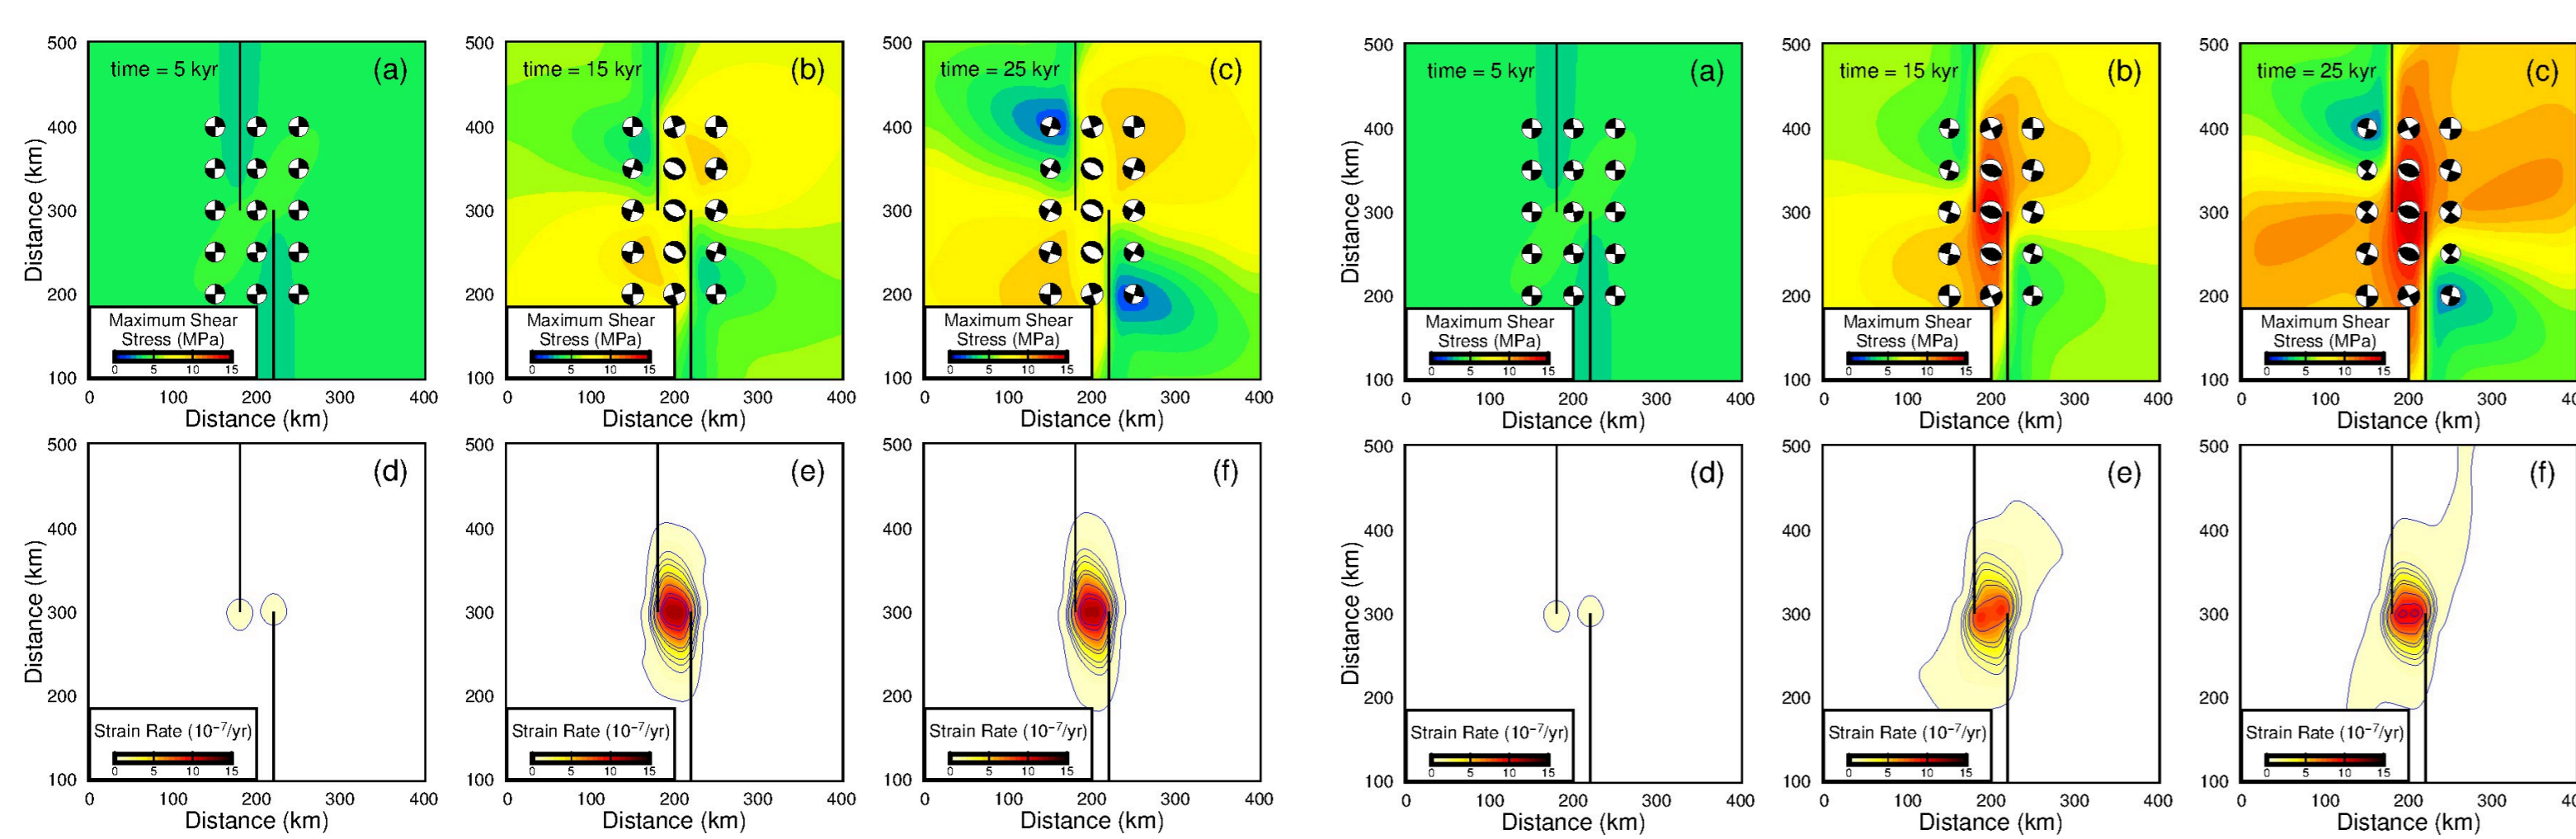 500
400
300
200
100
Distance (km)
time = 5 kyr
(a)
Maximum Shear
Stress (MPa)
0 5 10 15
0 100 200 300 400
Distance (km)
500
400
300
200
100
time = 15 kyr
(b)
Maximum Shear
Stress (MPa)
0 5 10 15
0 100 200 300 400
Distance (km)
500
400
300
200
100
time = 25 kyr
(c)
Maximum Shear
Stress (MPa)
0 5 10 15
0 100 200 300 400
Distance (km)
500
400
300
200
100
Distance (km)
time = 5 kyr
(a)
Maximum Shear
Stress (MPa)
0 5 10 15
0 100 200 300 400
Distance (km)
500
400
300
200
100
time = 15 kyr
(b)
Maximum Shear
Stress (MPa)
0 5 10 15
0 100 200 300 400
Distance (km)
500
400
300
200
100
time = 25 kyr
(c)
Maximum Shear
Stress (MPa)
0 5 10 15
0 100 200 300
Distance (km)
500
400
300
200
100
Distance (km)
(d)
Strain Rate (10⁻⁷/yr)
0 5 10 15
0 100 200 300 400
Distance (km)
500
400
300
200
100
(e)
Strain Rate (10⁻⁷/yr)
0 5 10 15
0 100 200 300 400
Distance (km)
500
400
300
200
100
(f)
Strain Rate (10⁻⁷/yr)
0 5 10 15
0 100 200 300 400
Distance (km)
500
400
300
200
100
Distance (km)
(d)
Strain Rate (10⁻⁷/yr)
0 5 10 15
0 100 200 300 400
Distance (km)
500
400
300
200
100
(e)
Strain Rate (10⁻⁷/yr)
0 5 10 15
0 100 200 300 400
Distance (km)
500
400
300
200
100
(f)
Strain Rate (10⁻⁷/yr)
0 5 10 15
0 100 200 300
Distance (km)